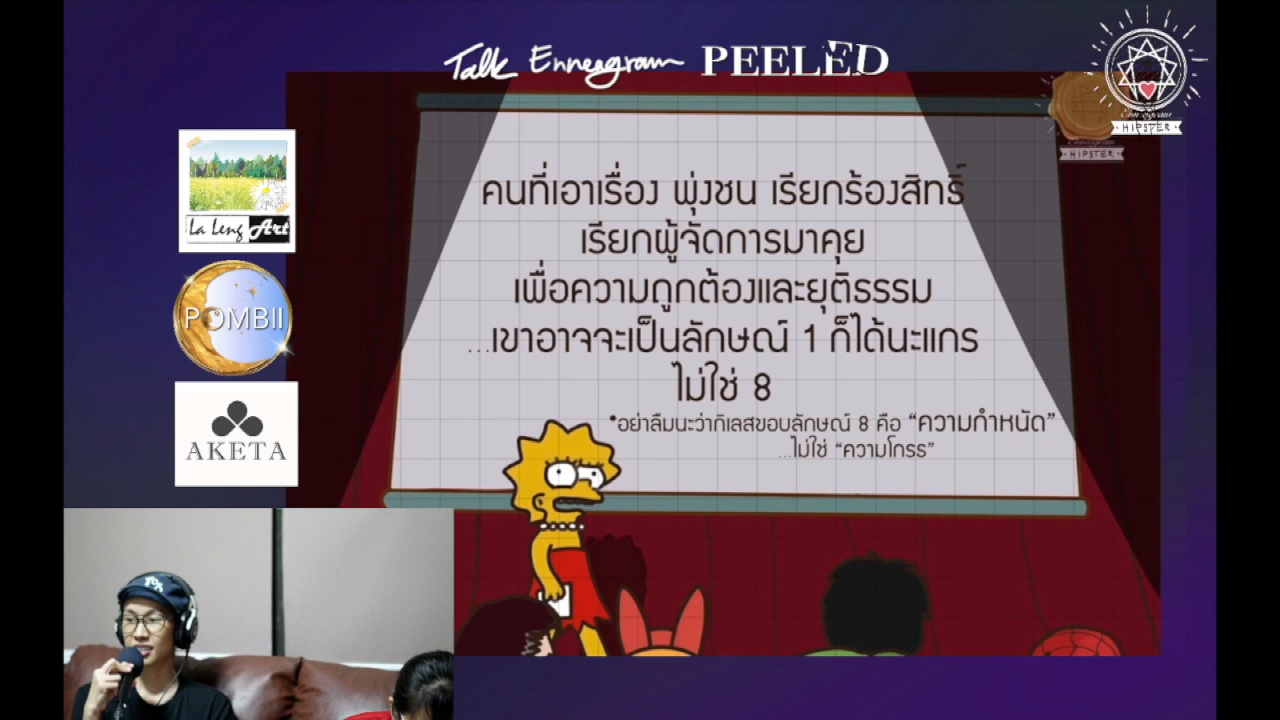 Talk Enneagram PEELED
HIPSTER
HIPSTER
La Leng Art
POMBII
AKETA
คนที่เอาเรื่อง พุ่งชน เรียกร้องสิทธิ์
เรียกผู้จัดการมาคุย
เพื่อความถูกต้องและยุติธรรม
...เขาอาจจะเป็นลักษณ์ 1 ก็ได้นะแกร
ไม่ใช่ 8
*อย่าลืมนะว่ากิเลสขอบลักษณ์ 8 คือ “ความกำหนัด”
...ไม่ใช่ “ความโกรธ”